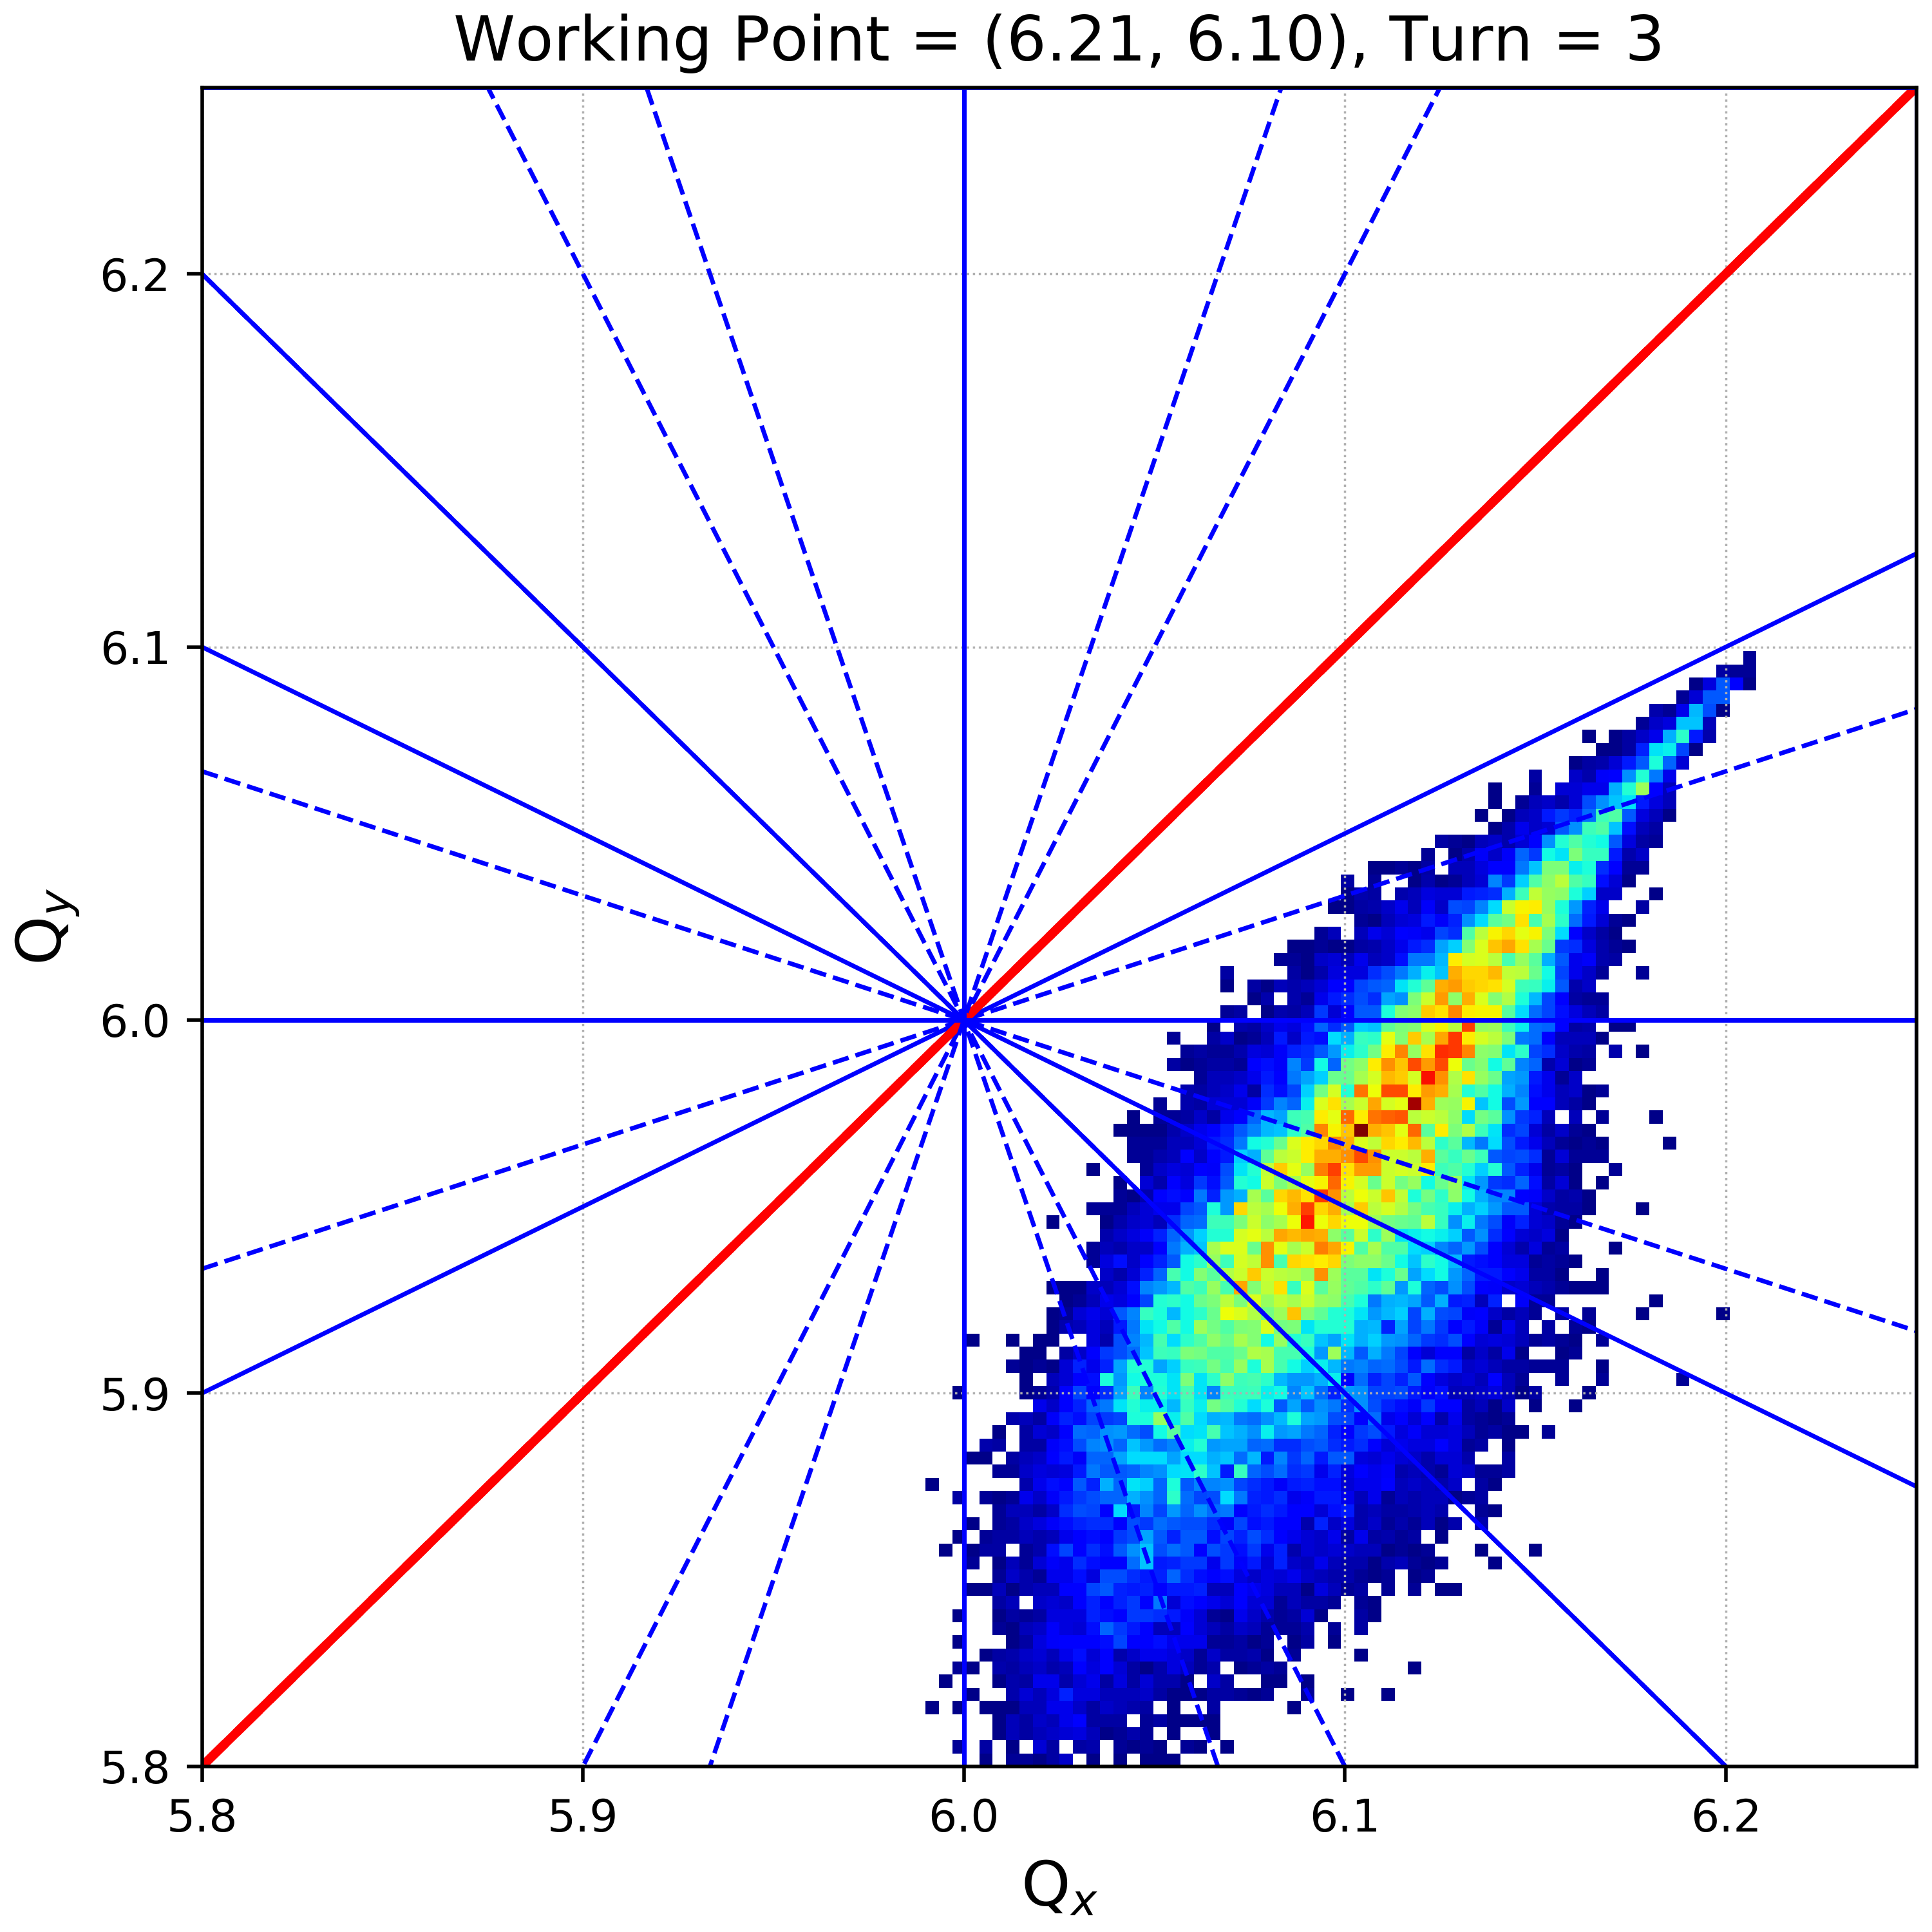 Working Point = (6.21, 6.10), Turn = 3
6.2
6.1
6.0
5.9
5.8
Qy
5.8 5.9 6.0 6.1 6.2
Qx